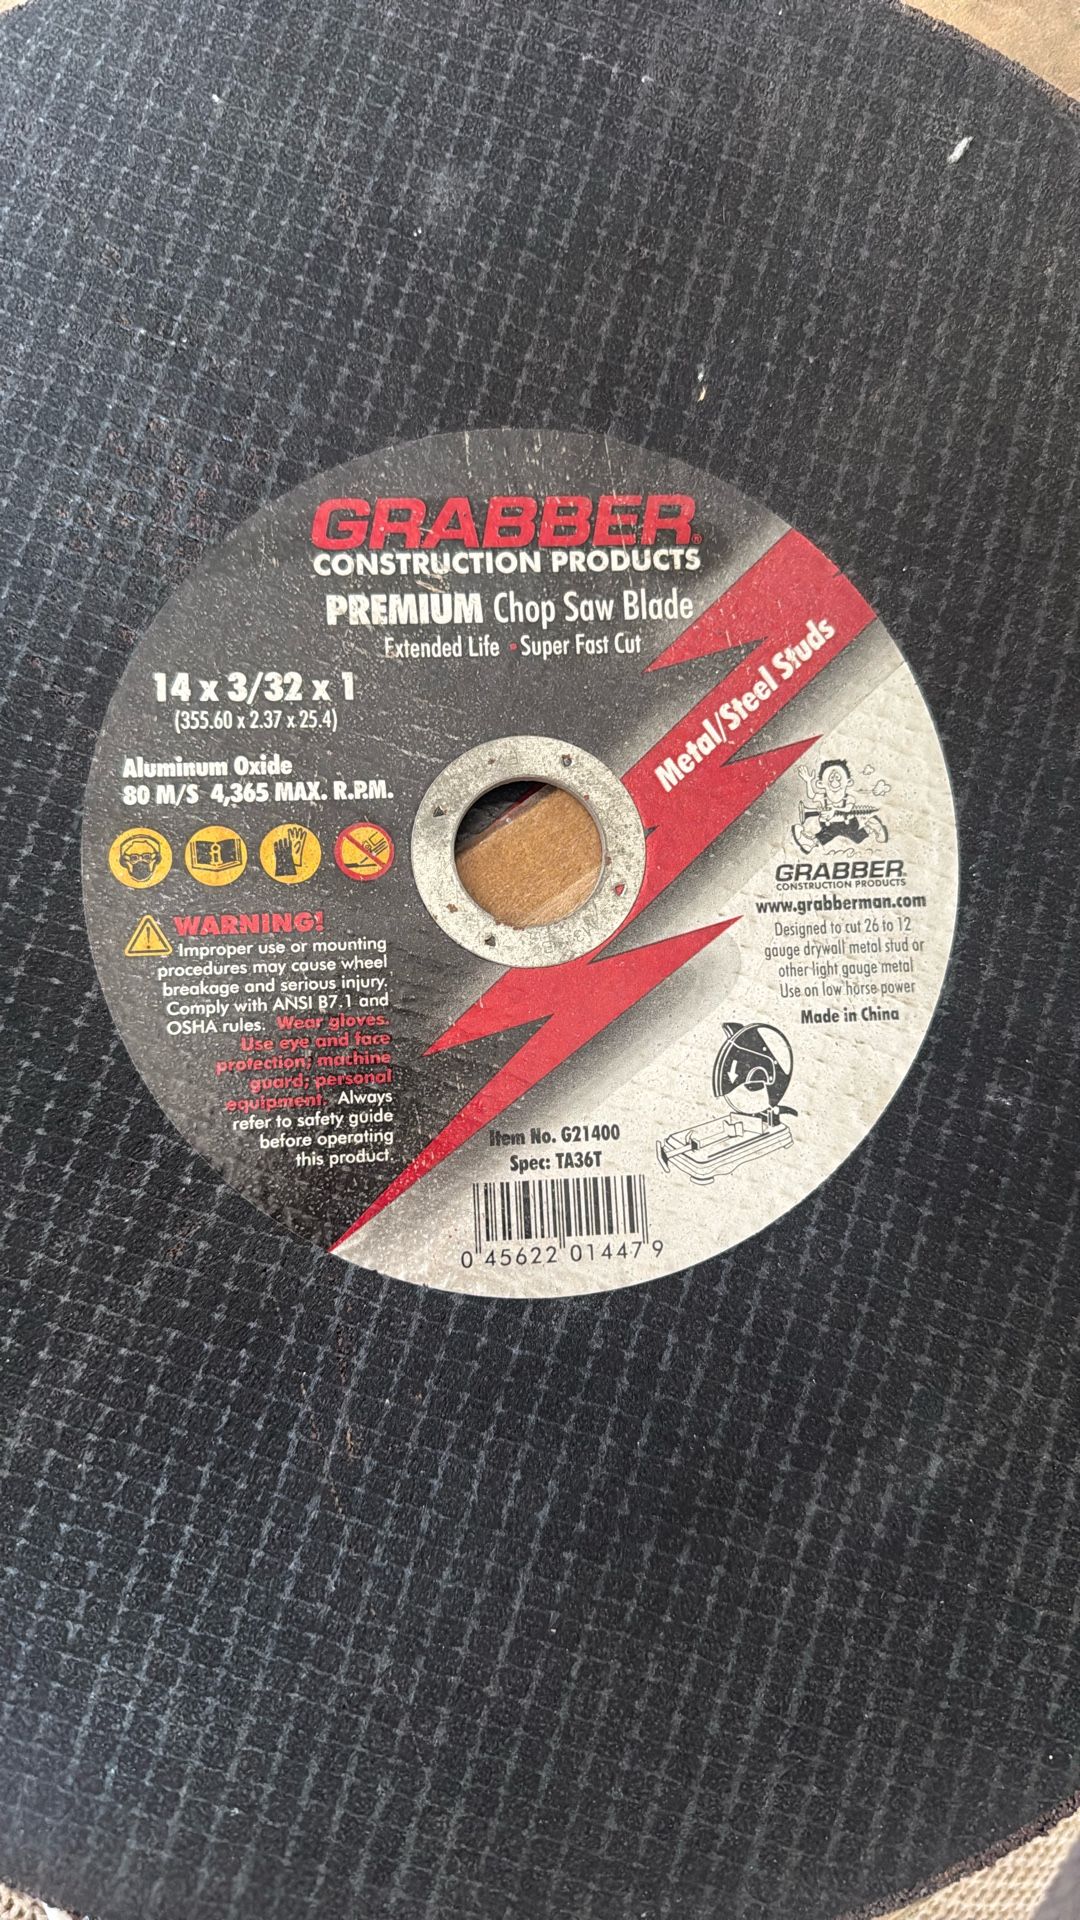 GRABBER®
CONSTRUCTION PRODUCTS
PREMIUM Chop Saw Blade
Extended Life • Super Fast Cut
14 x 3/32 x 1
(355.60 x 2.37 x 25.4)
Aluminum Oxide
80 M/S 4,365 MAX. R.P.M.
Metal/Steel Studs
WARNING!
Improper use or mounting
procedures may cause wheel
breakage and serious injury.
Comply with ANSI B7.1 and
OSHA rules. Wear gloves.
Use eye and face
protection; machine
guard; personal
equipment. Always
refer to safety guide
before operating
this product.
GRABBER®
CONSTRUCTION PRODUCTS
www.grabberman.com
Designed to cut 26 to 12
gauge drywall metal stud or
other light gauge metal
Use on low horse power
Made in China
Item No. G21400
Spec: TA36T
0 45622 01447 9